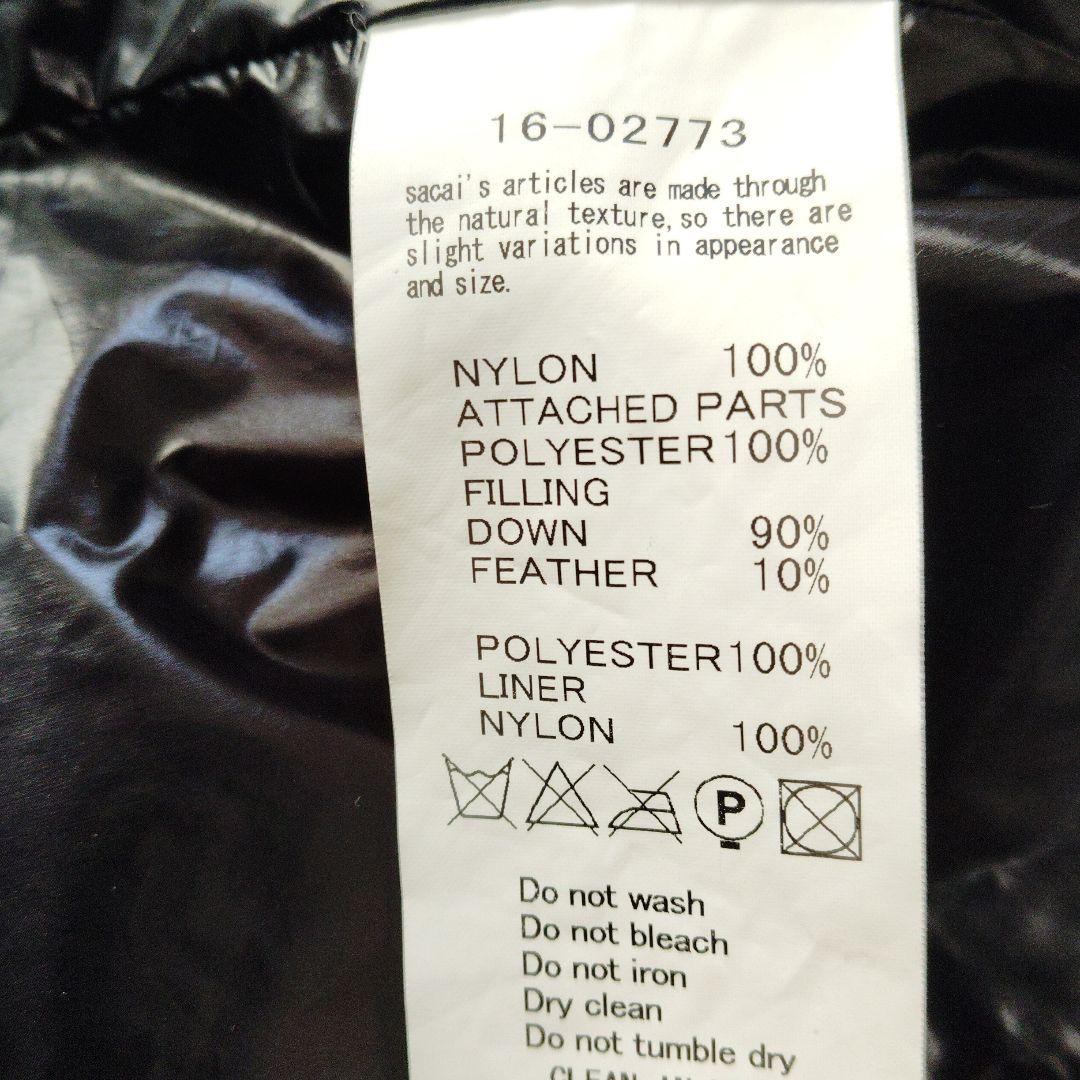 16-02773
sacai's articles are made through
the natural texture, so there are
slight variations in appearance
and size.
NYLON 100%
ATTACHED PARTS
POLYESTER 100%
FILLING
DOWN 90%
FEATHER 10%
POLYESTER 100%
LINER
NYLON 100%
P
Do not wash
Do not bleach
Do not iron
Dry clean
Do not tumble dry